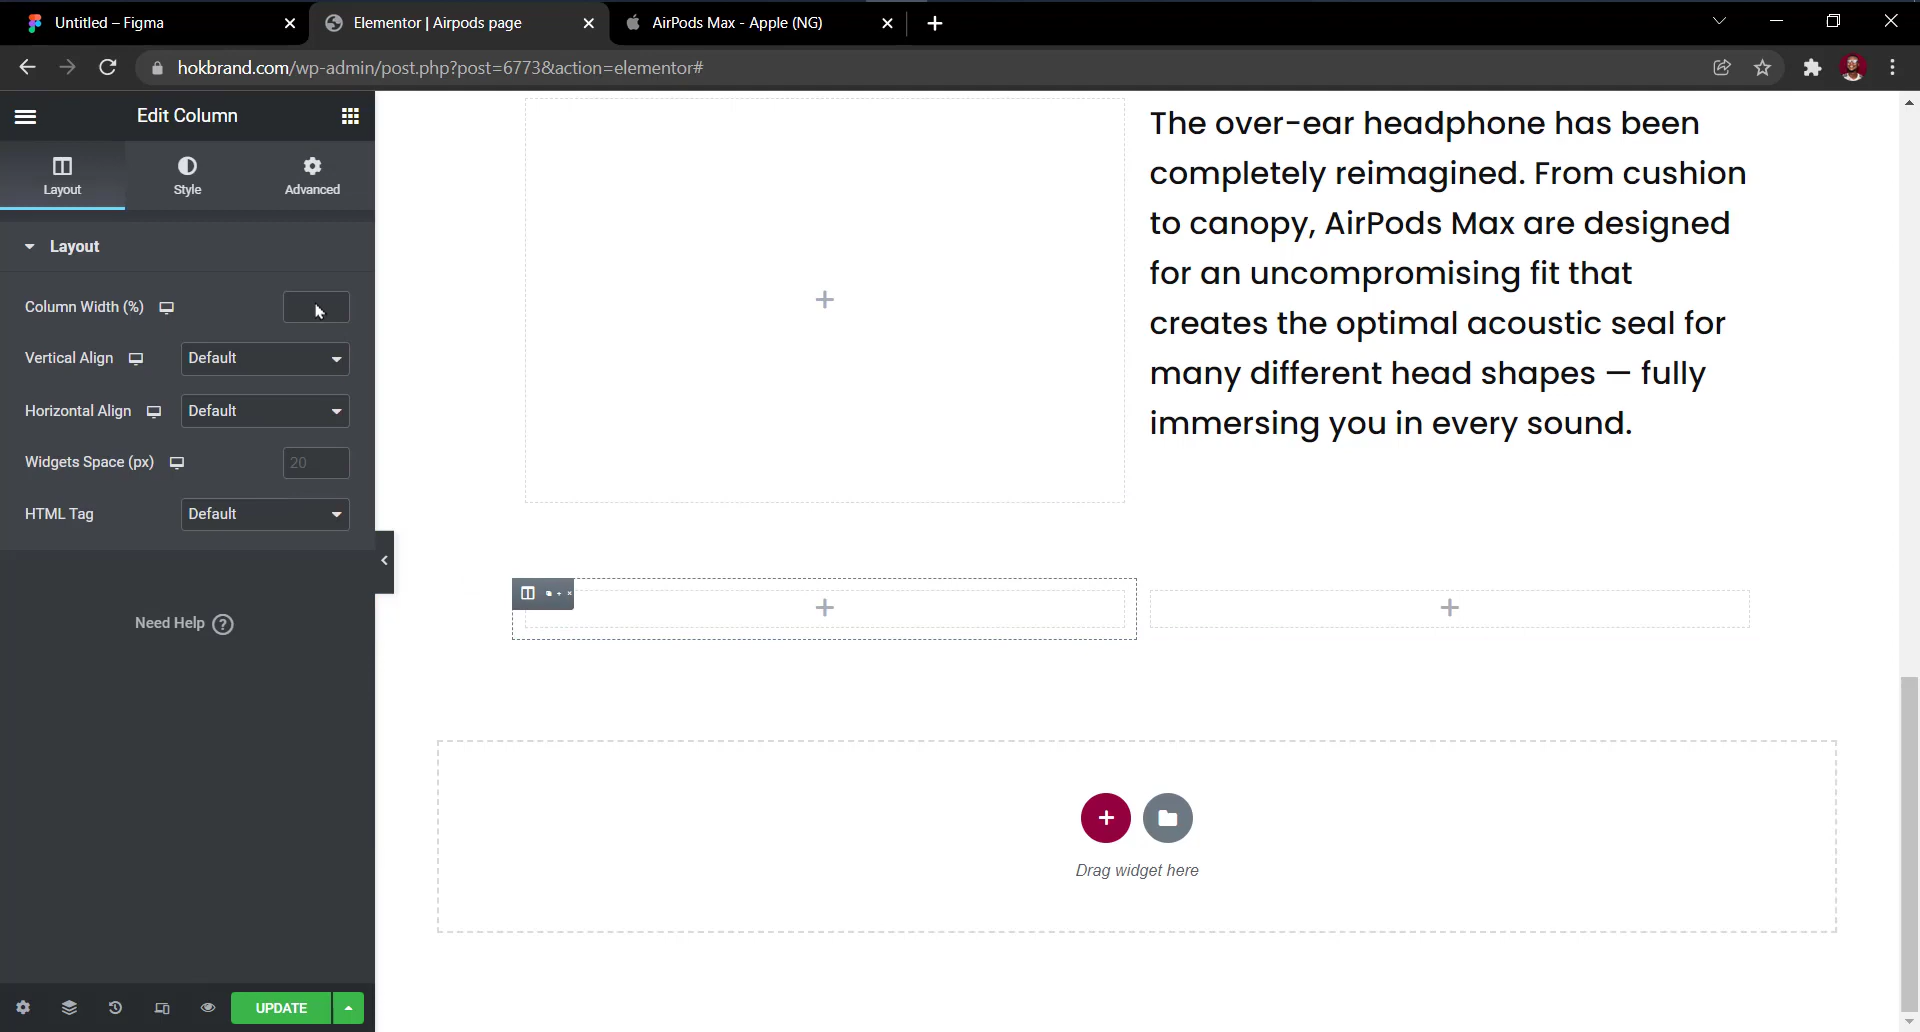 Untitled – Figma
Elementor | Airpods page
AirPods Max - Apple (NG)
hokbrand.com/wp-admin/post.php?post=6773&action=elementor#
Edit Column
Layout
Style
Advanced
Layout
Column Width (%)
Vertical Align
Default
Horizontal Align
Default
Widgets Space (px)
20
HTML Tag
Default
Need Help
UPDATE
The over-ear headphone has been
completely reimagined. From cushion
to canopy, AirPods Max are designed
for an uncompromising fit that
creates the optimal acoustic seal for
many different head shapes — fully
immersing you in every sound.
Drag widget here